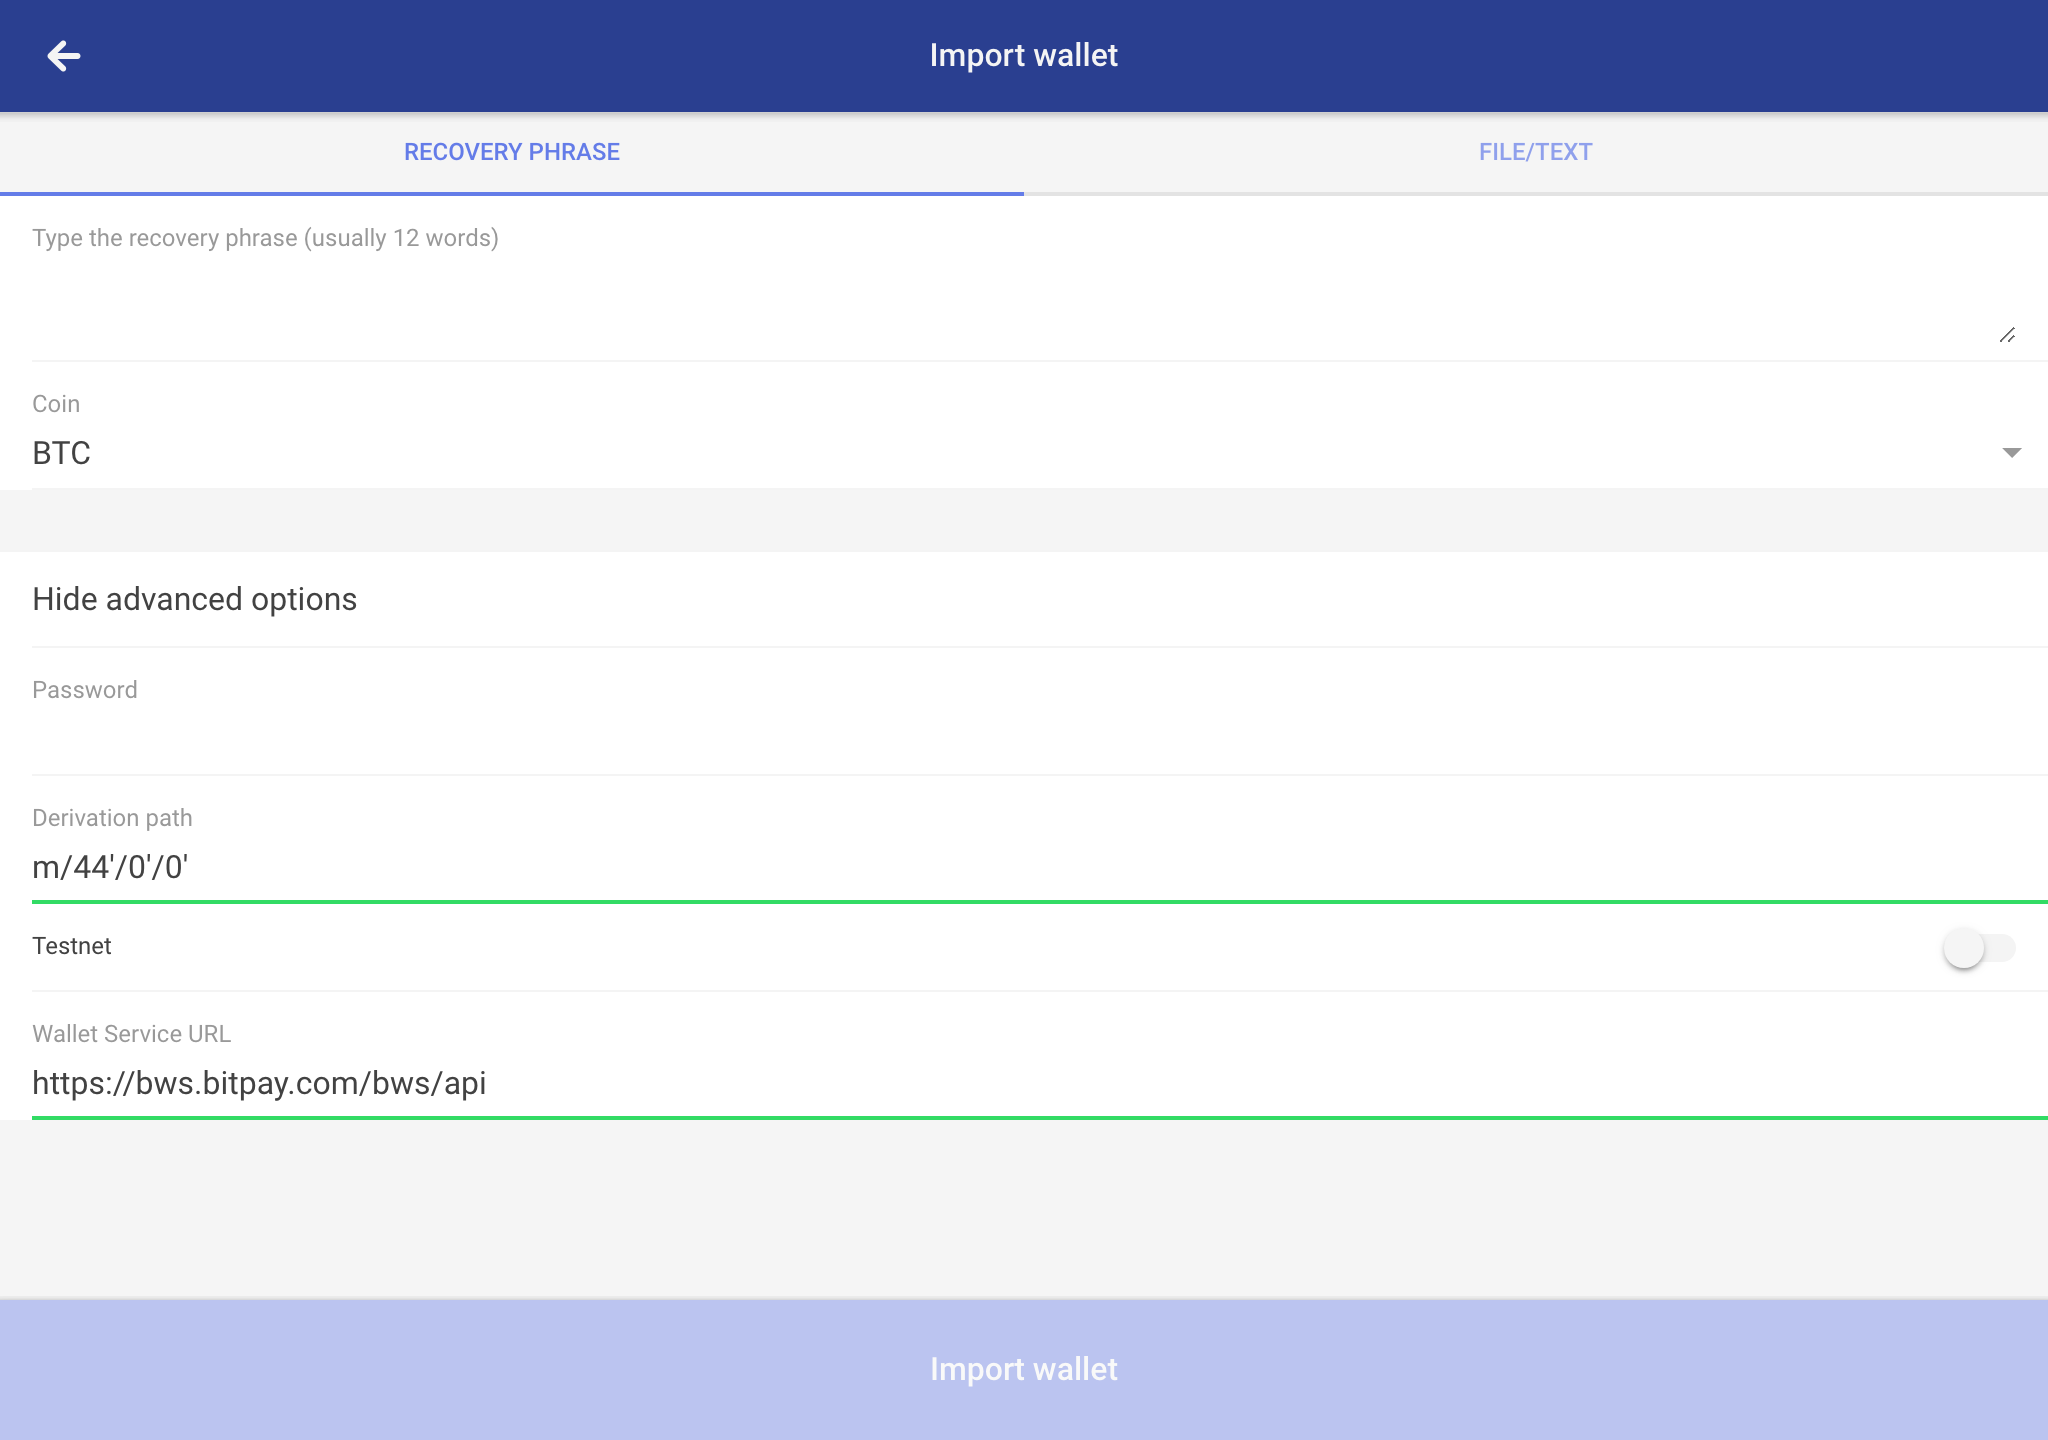 Import wallet
RECOVERY PHRASE
FILE/TEXT
Type the recovery phrase (usually 12 words)
Coin
BTC
Hide advanced options
Password
Derivation path
m/44'/0'/0'
Testnet
Wallet Service URL
https://bws.bitpay.com/bws/api
Import wallet